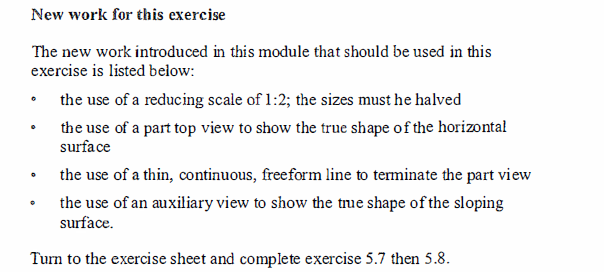 New work for this exercise
The new work introduced in this module that should be used in this
exercise is listed below:
° the use of a reducing scale of 1:2; the sizes must he halved
° the use of a part top view to show the true shape of the horizontal
surface
° the use of a thin, continuous, freeform line to terminate the part view
° the use of an auxiliary view to show the true shape of the sloping
surface.
Turn to the exercise sheet and complete exercise 5.7 then 5.8.